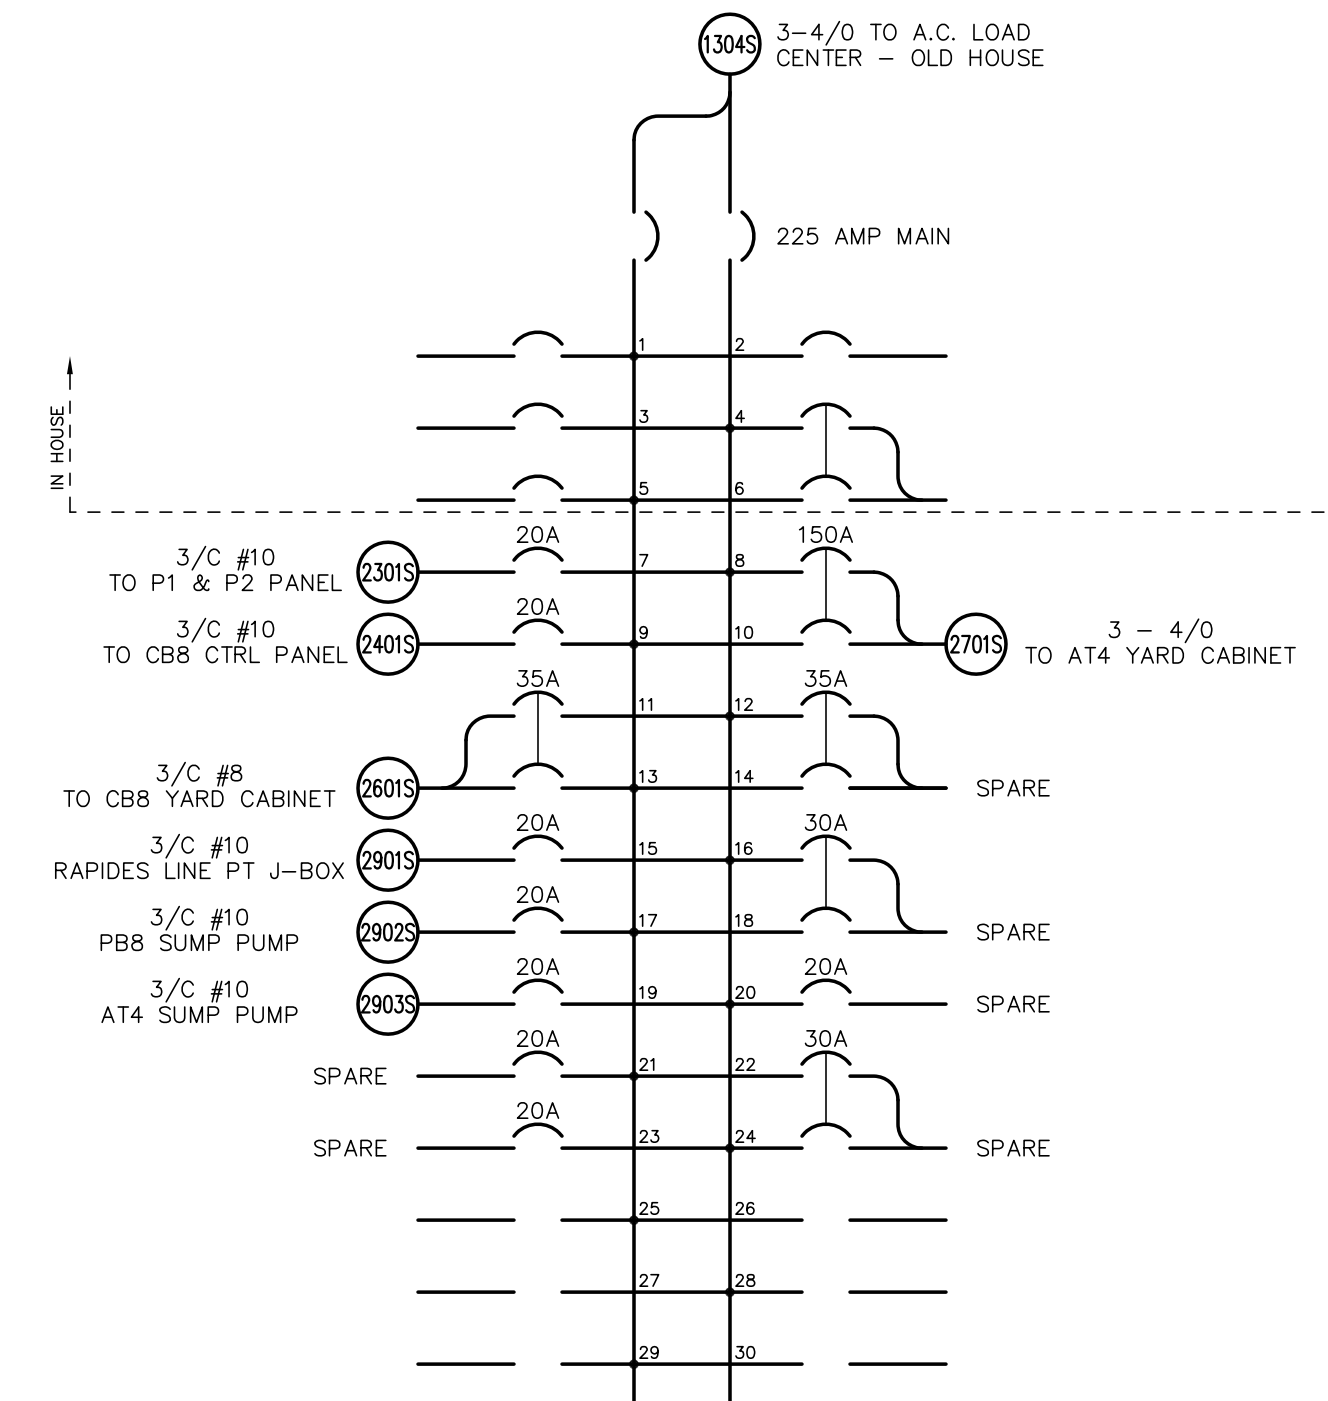 1304S
3-4/0 TO A.C. LOAD
CENTER - OLD HOUSE
225 AMP MAIN
1 2
IN HOUSE
3 4
5 6
20A 150A
3/C #10
TO P1 & P2 PANEL
2301S
7 8
20A
3/C #10
TO CB8 CTRL PANEL
2401S
9 10
2701S
3 - 4/0
TO AT4 YARD CABINET
35A 35A
11 12
3/C #8
TO CB8 YARD CABINET
2601S
13 14
SPARE
20A 30A
3/C #10
RAPIDES LINE PT J-BOX
2901S
15 16
20A
3/C #10
PB8 SUMP PUMP
2902S
17 18
SPARE
20A 20A
3/C #10
AT4 SUMP PUMP
2903S
19 20
SPARE
20A 30A
SPARE
21 22
20A
SPARE
23 24
SPARE
25 26
27 28
29 30